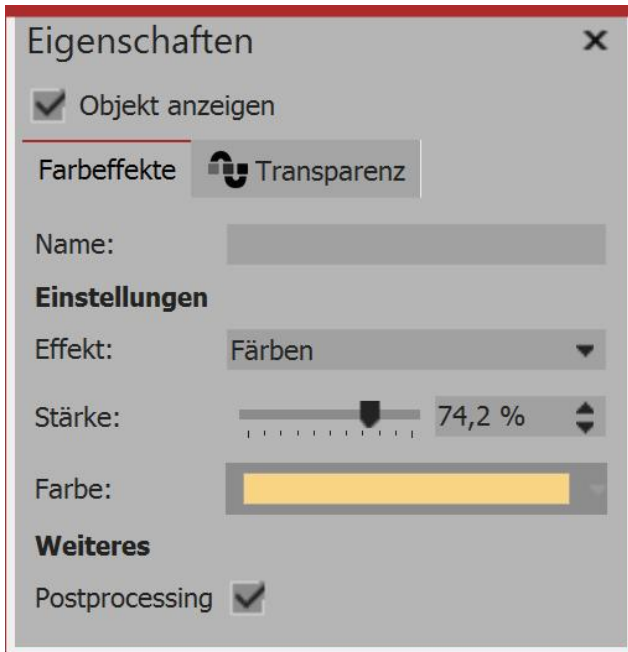 Eigenschaften
Objekt anzeigen
Farbeffekte Transparenz
Name:
Einstellungen
Effekt: Färben
Stärke: 74,2 %
Farbe:
Weiteres
Postprocessing